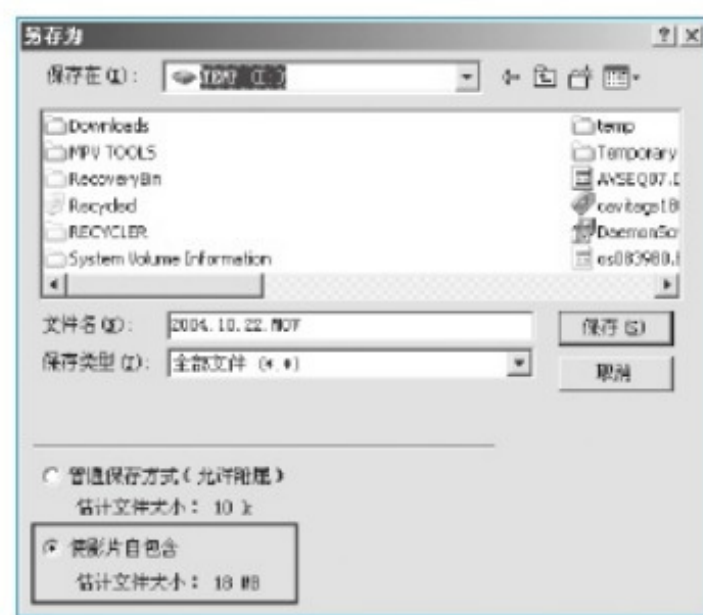 另存为
保存在(I):
TEMP (I:)
Downloads
MPV TOOLS
RecoveryBin
Recycled
RECYCLER
System Volume Information
temp
Temporary
AVSEQ07.D
DaemonScr
文件名(N): 2004.10.22.MOV
保存(S)
保存类型(T): 全部文件 (*.*)
取消
普通保存方式(允许附属)
估计文件大小: 10 k
使影片自包含
估计文件大小: 18 MB